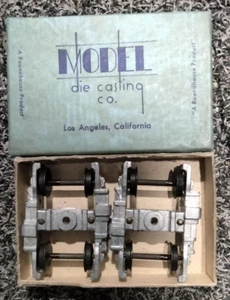 MODEL
die casting
co.
Los Angeles, California
A Roundhouse Product
A Roundhouse Product